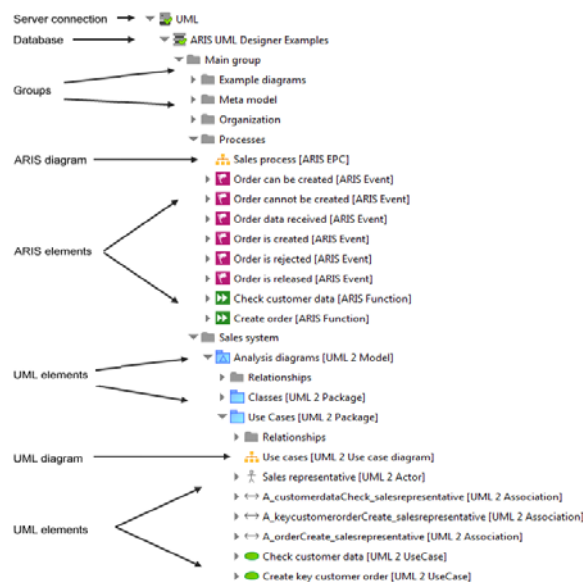 Server connection UML
Database ARIS UML Designer Examples
Main group
Example diagrams
Groups
Meta model
Organization
Processes
ARIS diagram Sales process [ARIS EPC]
Order can be created [ARIS Event]
Order cannot be created [ARIS Event]
Order data received [ARIS Event]
Order is created [ARIS Event]
ARIS elements
Order is rejected [ARIS Event]
Order is released [ARIS Event]
Check customer data [ARIS Function]
Create order [ARIS Function]
Sales system
Analysis diagrams [UML 2 Model]
UML elements
Relationships
Classes [UML 2 Package]
Use Cases [UML 2 Package]
Relationships
UML diagram Use cases [UML 2 Use case diagram]
Sales representative [UML 2 Actor]
A_customerdataCheck_salesrepresentative [UML 2 Association]
A_keycustomerorderCreate_salesrepresentative [UML 2 Association]
UML elements
A_orderCreate_salesrepresentative [UML 2 Association]
Check customer data [UML 2 UseCase]
Create key customer order [UML 2 UseCase]